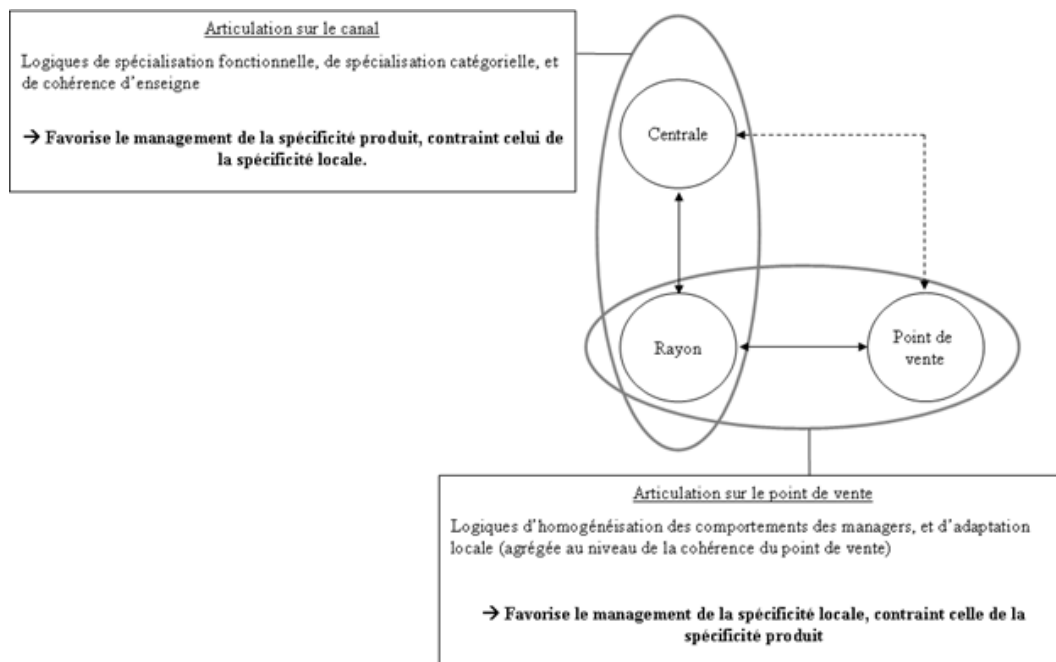 Articulation sur le canal
Logiques de spécialisation fonctionnelle, de spécialisation catégorielle, et
de cohérence d'enseigne
→ Favorise le management de la spécificité produit, contraint celui de
la spécificité locale.
Centrale
Rayon
Point de
vente
Articulation sur le point de vente
Logiques d'homogénéisation des comportements des managers, et d'adaptation
locale (agrégée au niveau de la cohérence du point de vente)
→ Favorise le management de la spécificité locale, contraint celle de la
spécificité produit